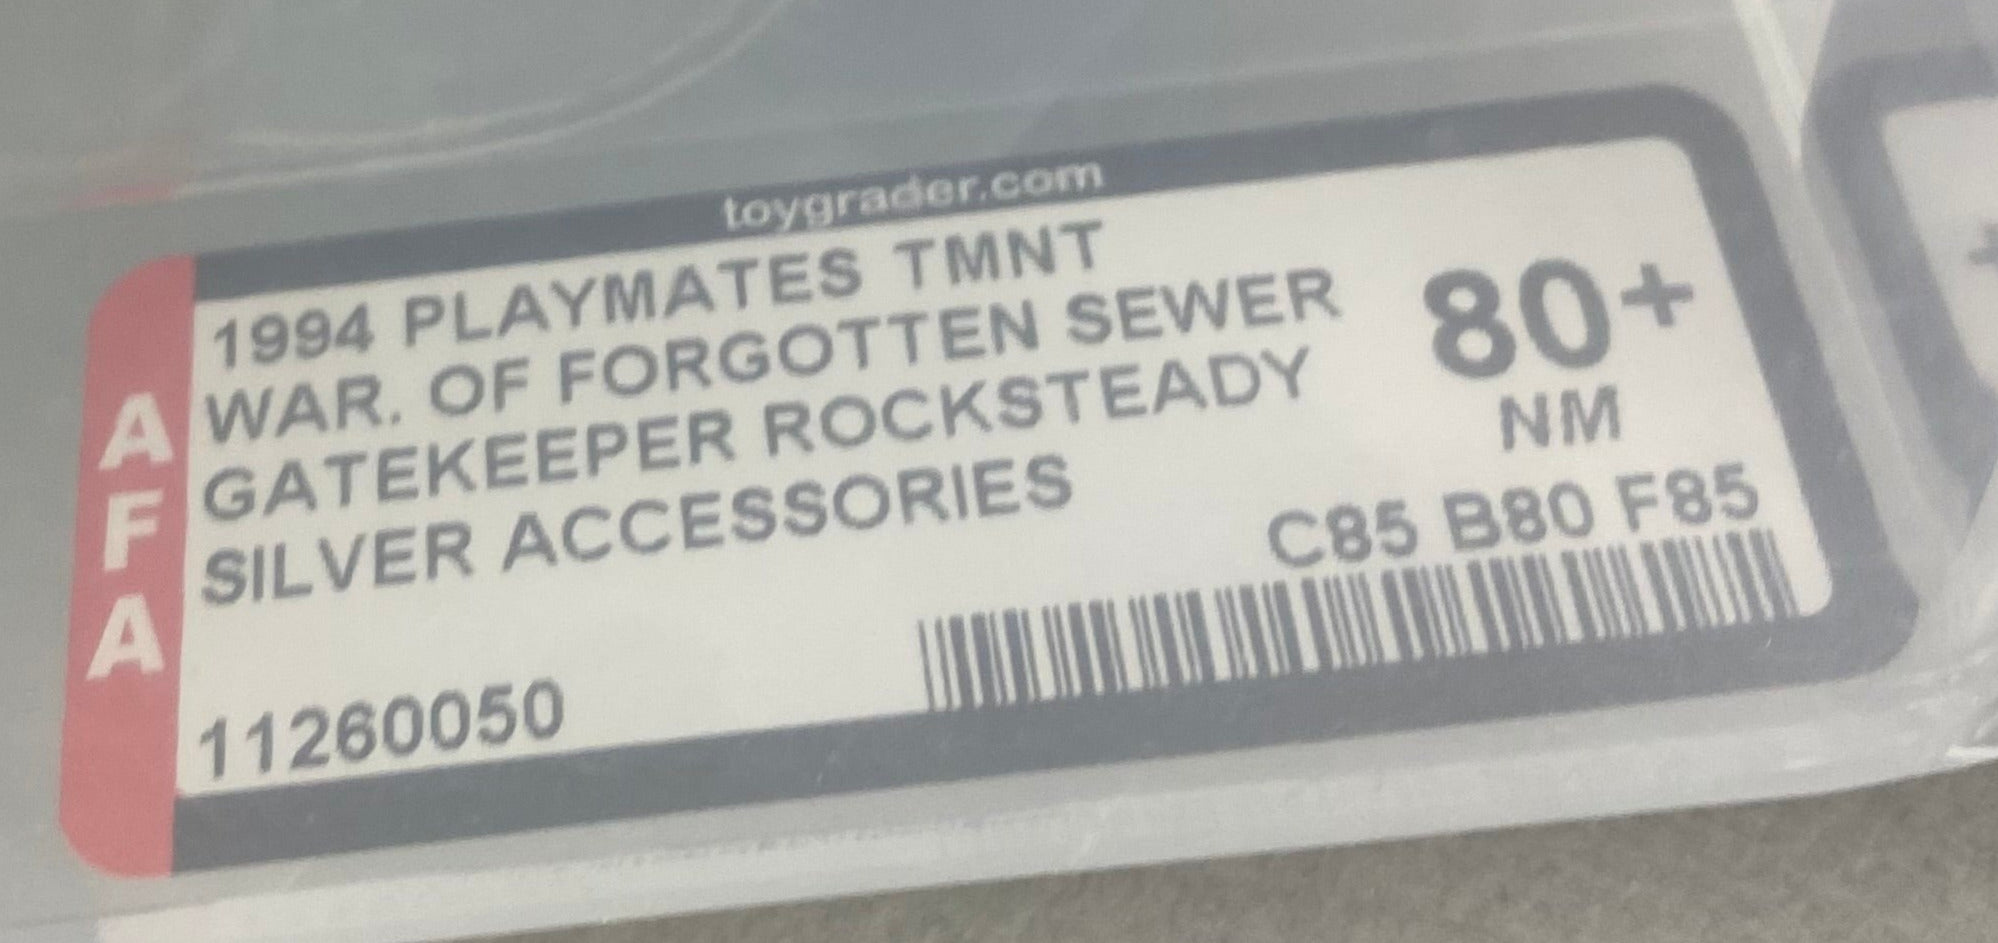 toygrader.com
AFA
1994 PLAYMATES TMNT
WAR. OF FORGOTTEN SEWER
GATEKEEPER ROCKSTEADY
SILVER ACCESSORIES
80+
NM
C85 B80 F85
11260050